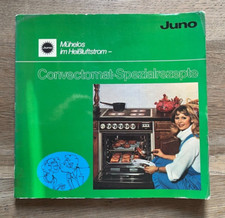 Juno
Mühelos
im Heißluftstrom –
Convectomat-Spezialrezepte